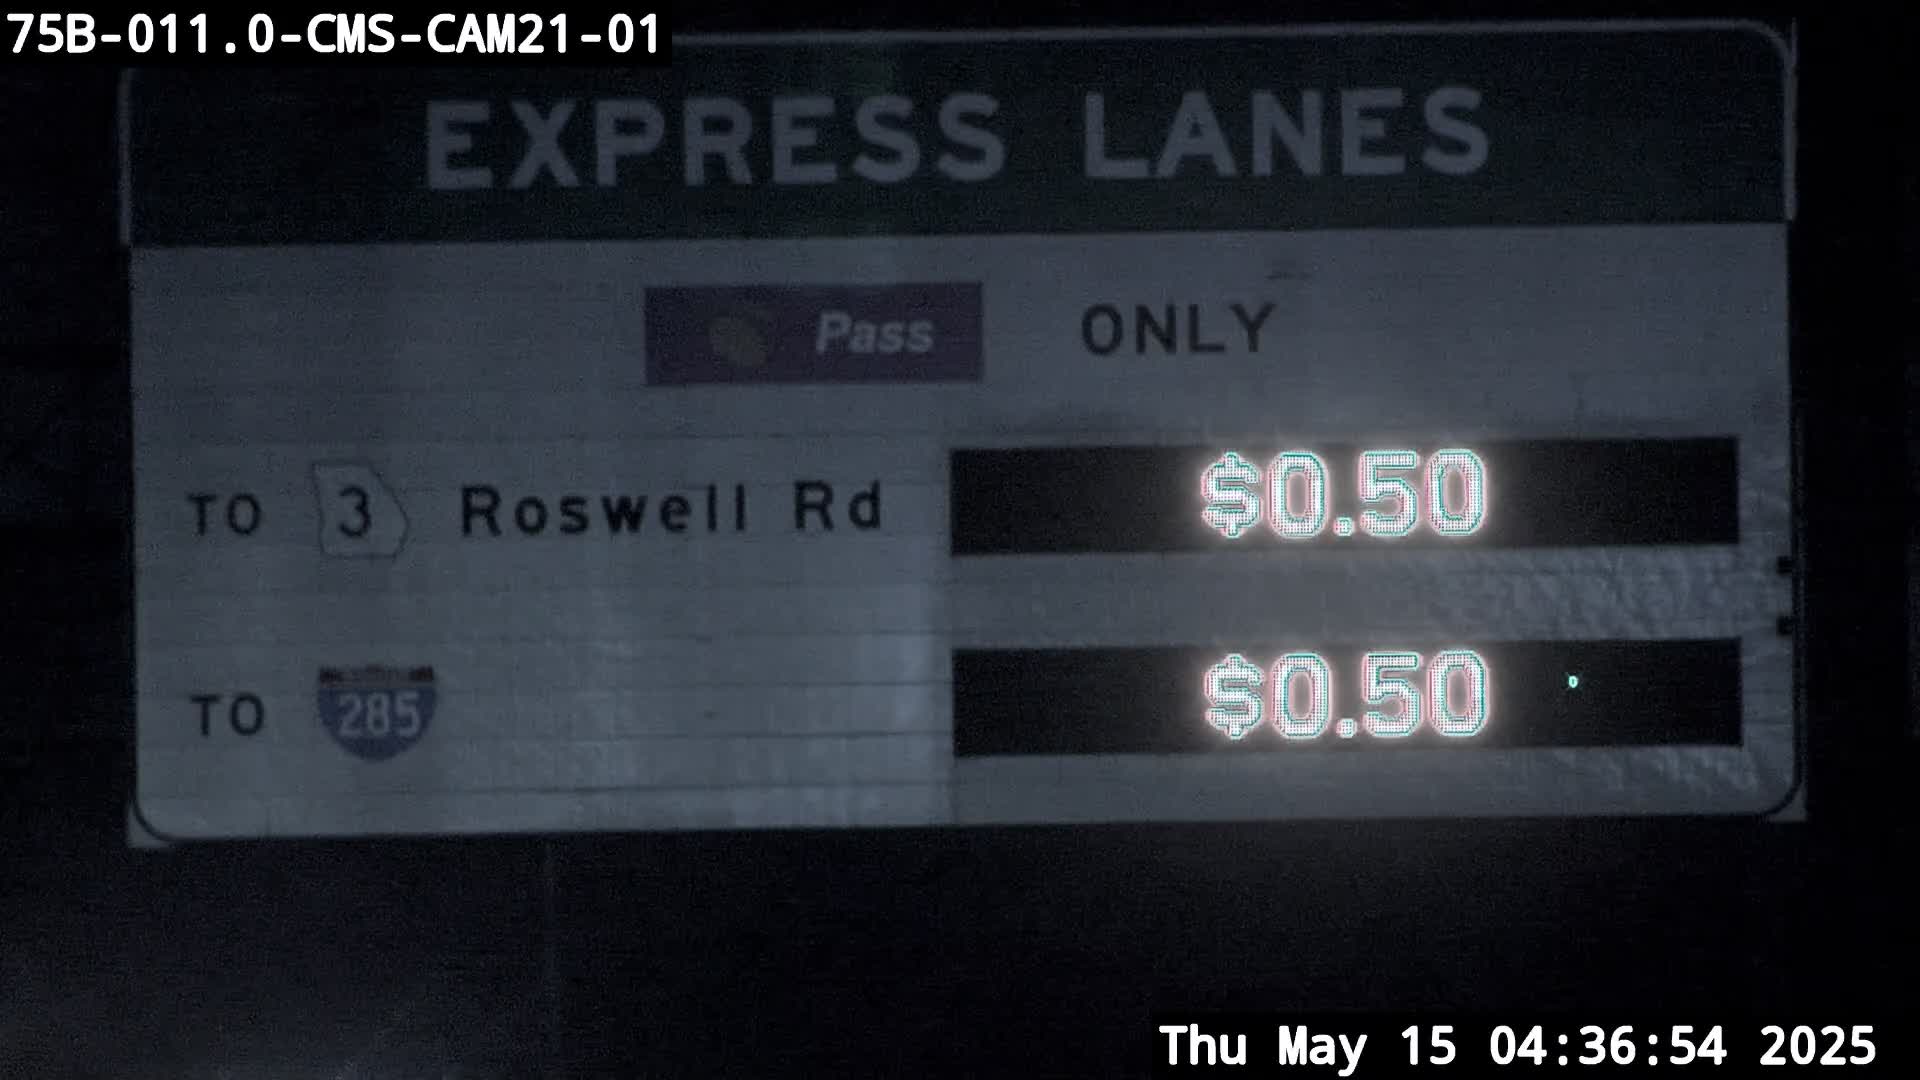 75B-011.0-CMS-CAM21-01
EXPRESS LANES
Pass ONLY
TO 3 Roswell Rd $0.50
TO 285 $0.50
Thu May 15 04:36:54 2025